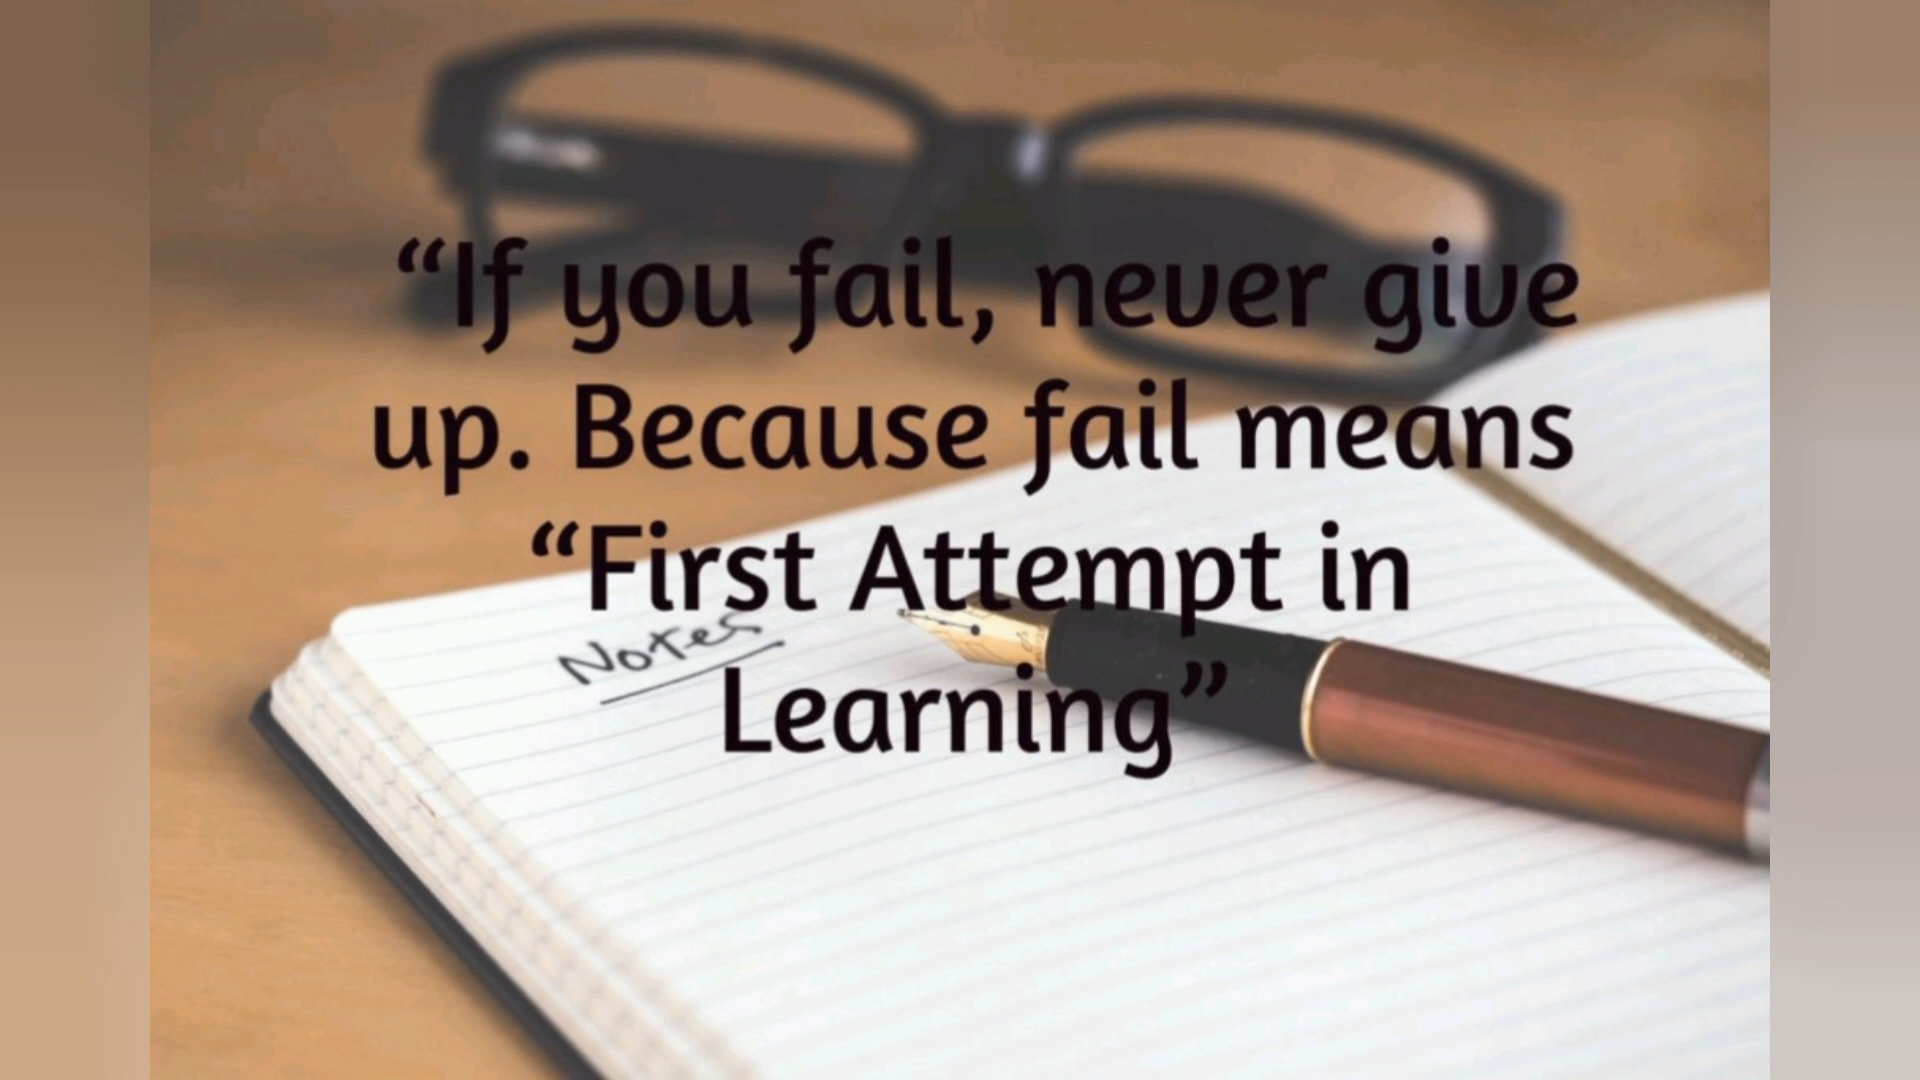 “If you fail, never give
up. Because fail means
“First Attempt in
Learning”
Notes